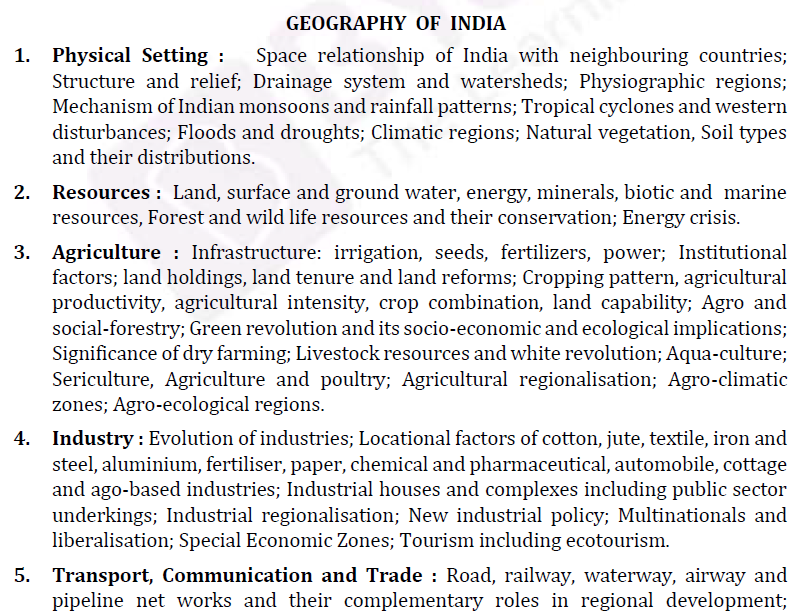 GEOGRAPHY OF INDIA
1. Physical Setting : Space relationship of India with neighbouring countries;
Structure and relief; Drainage system and watersheds; Physiographic regions;
Mechanism of Indian monsoons and rainfall patterns; Tropical cyclones and western
disturbances; Floods and droughts; Climatic regions; Natural vegetation, Soil types
and their distributions.
2. Resources : Land, surface and ground water, energy, minerals, biotic and marine
resources, Forest and wild life resources and their conservation; Energy crisis.
3. Agriculture : Infrastructure: irrigation, seeds, fertilizers, power; Institutional
factors; land holdings, land tenure and land reforms; Cropping pattern, agricultural
productivity, agricultural intensity, crop combination, land capability; Agro and
social-forestry; Green revolution and its socio-economic and ecological implications;
Significance of dry farming; Livestock resources and white revolution; Aqua-culture;
Sericulture, Agriculture and poultry; Agricultural regionalisation; Agro-climatic
zones; Agro-ecological regions.
4. Industry : Evolution of industries; Locational factors of cotton, jute, textile, iron and
steel, aluminium, fertiliser, paper, chemical and pharmaceutical, automobile, cottage
and ago-based industries; Industrial houses and complexes including public sector
underkings; Industrial regionalisation; New industrial policy; Multinationals and
liberalisation; Special Economic Zones; Tourism including ecotourism.
5. Transport, Communication and Trade : Road, railway, waterway, airway and
pipeline net works and their complementary roles in regional development;